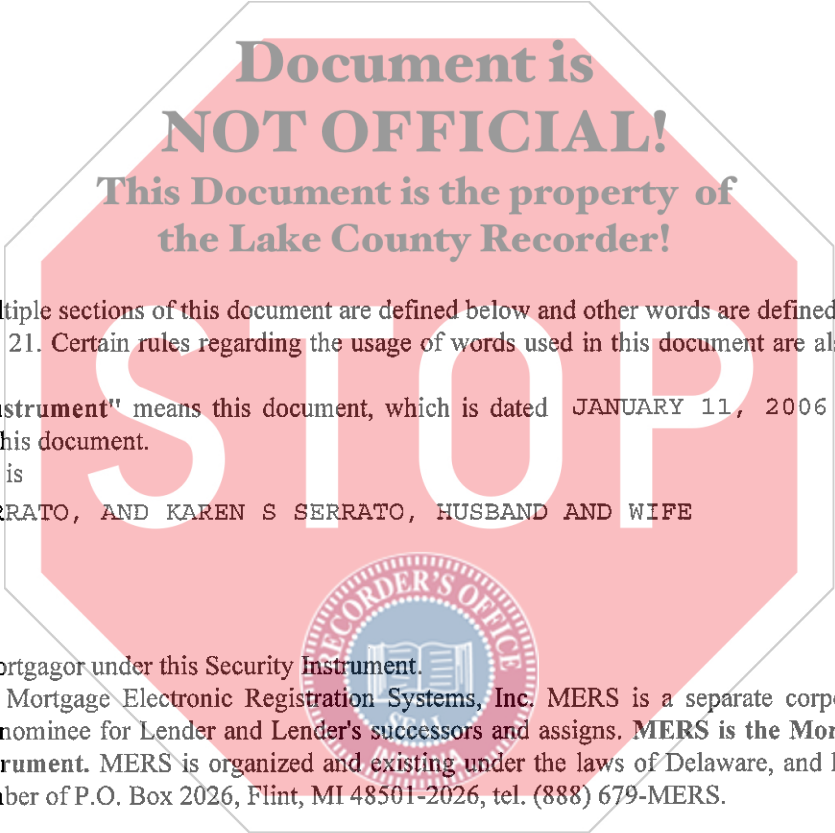 Document is
NOT OFFICIAL!
This Document is the property of
the Lake County Recorder!
STOP
ltiple sections of this document are defined below and other words are defined
21. Certain rules regarding the usage of words used in this document are al
strument" means this document, which is dated JANUARY 11, 2006
his document.
is
RRATO, AND KAREN S SERRATO, HUSBAND AND WIFE
RECORDER'S OFFICE
ortgagor under this Security Instrument.
Mortgage Electronic Registration Systems, Inc. MERS is a separate corp
nominee for Lender and Lender's successors and assigns. MERS is the Mor
SEAL
rument. MERS is organized and existing under the laws of Delaware, and
INDIANA
ber of P.O. Box 2026, Flint, MI 48501-2026, tel. (888) 679-MERS.